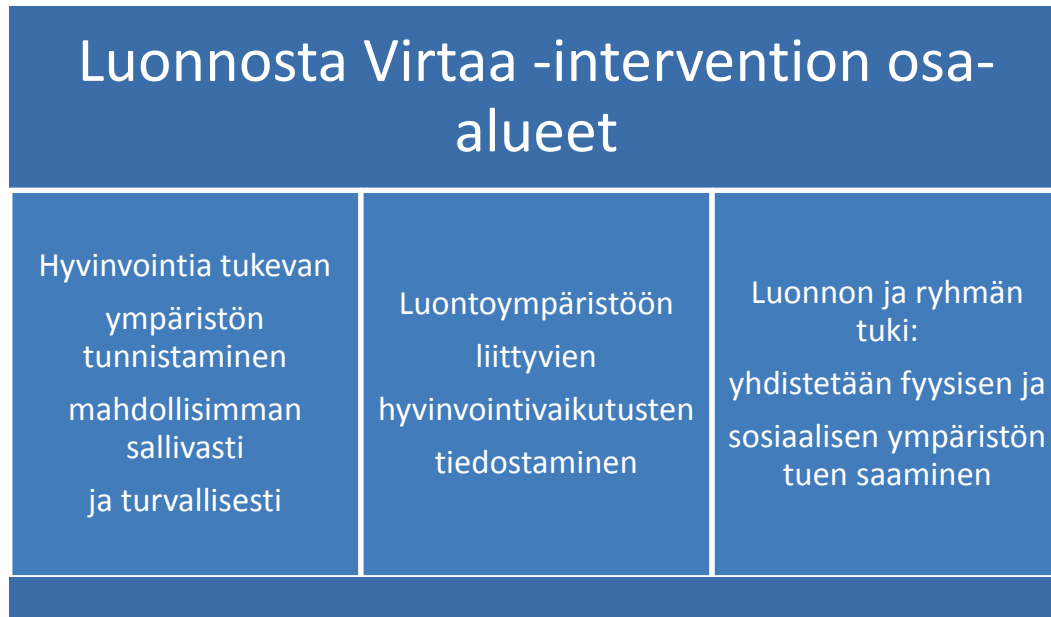 Luonnosta Virtaa -intervention osa-
alueet
Hyvinvointia tukevan
ympäristön
tunnistaminen
mahdollisimman
sallivasti
ja turvallisesti
Luontoympäristöön
liittyvien
hyvinvointivaikutusten
tiedostaminen
Luonnon ja ryhmän
tuki:
yhdistetään fyysisen ja
sosiaalisen ympäristön
tuen saaminen